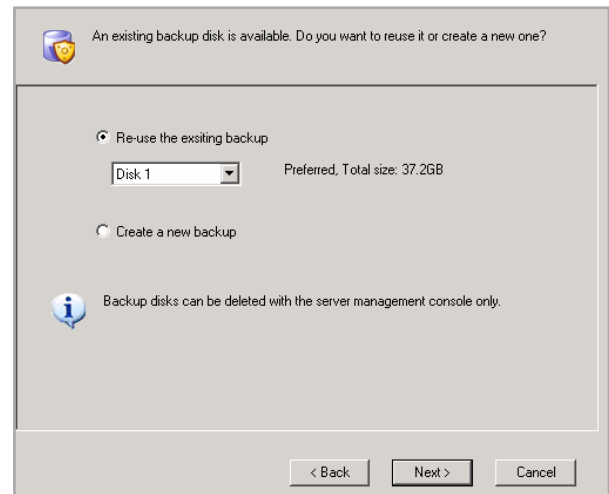 An existing backup disk is available. Do you want to reuse it or create a new one?
Re-use the exsiting backup
Disk 1
Preferred, Total size: 37.2GB
Create a new backup
Backup disks can be deleted with the server management console only.
< Back
Next >
Cancel